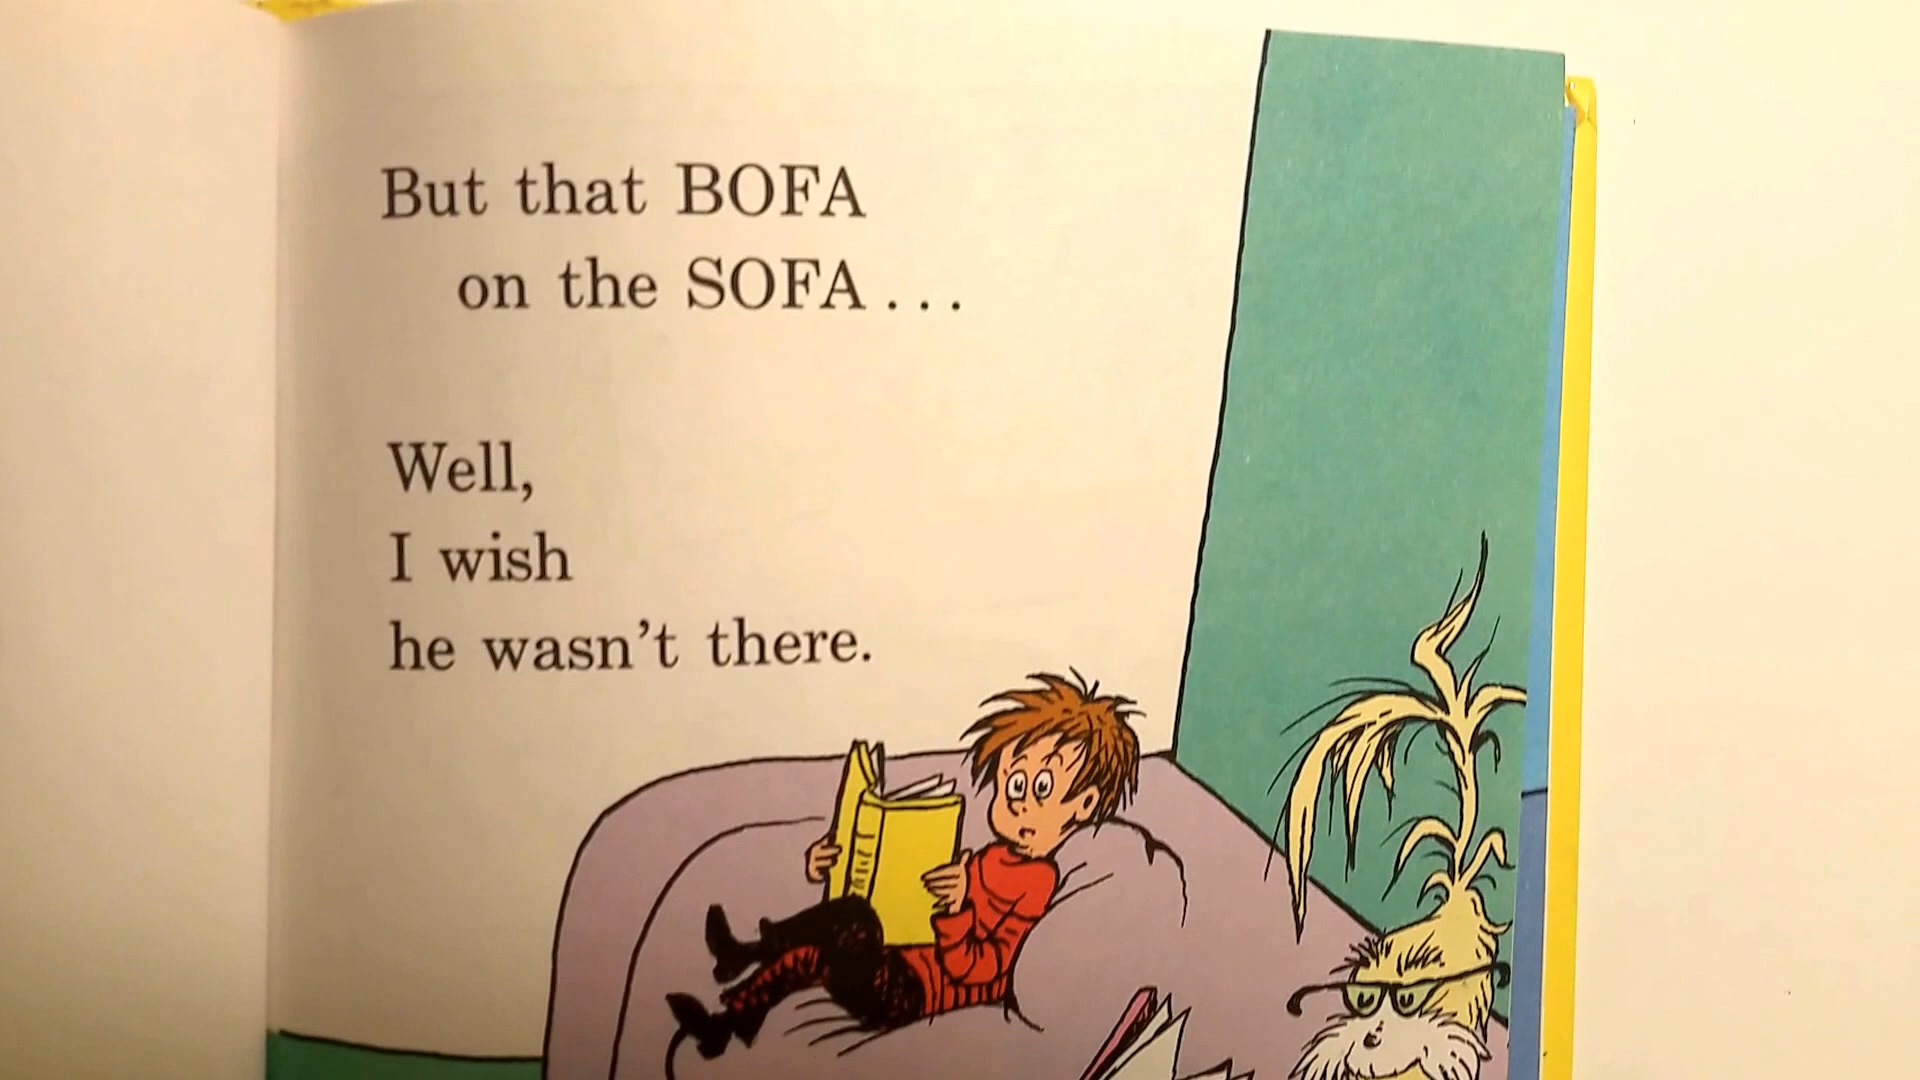 But that BOFA
on the SOFA...
Well,
I wish
he wasn't there.